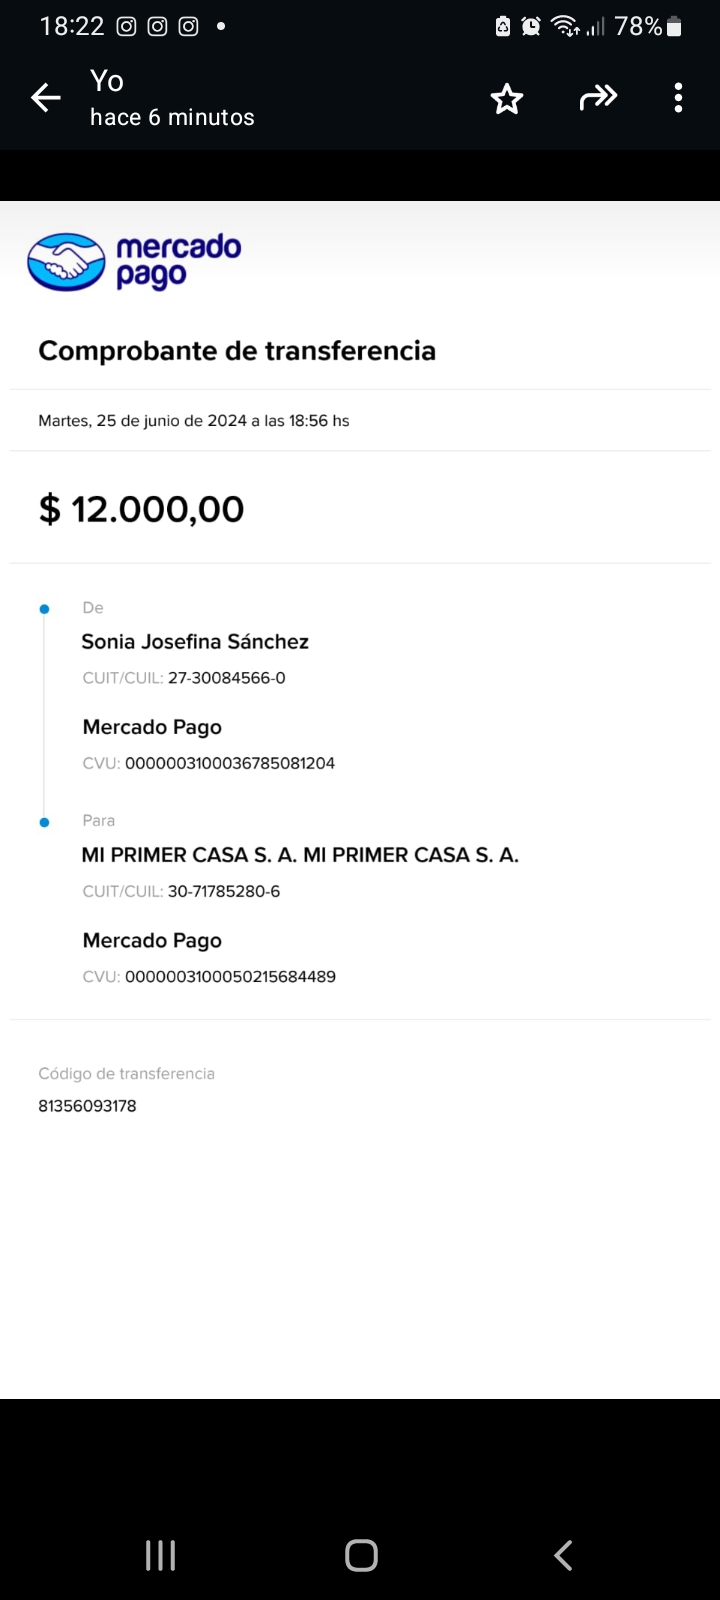 18:22 78%
Yo
hace 6 minutos
mercado
pago
Comprobante de transferencia
Martes, 25 de junio de 2024 a las 18:56 hs
$ 12.000,00
De
Sonia Josefina Sánchez
CUIT/CUIL: 27-30084566-0
Mercado Pago
CVU: 0000003100036785081204
Para
MI PRIMER CASA S. A. MI PRIMER CASA S. A.
CUIT/CUIL: 30-71785280-6
Mercado Pago
CVU: 0000003100050215684489
Código de transferencia
81356093178